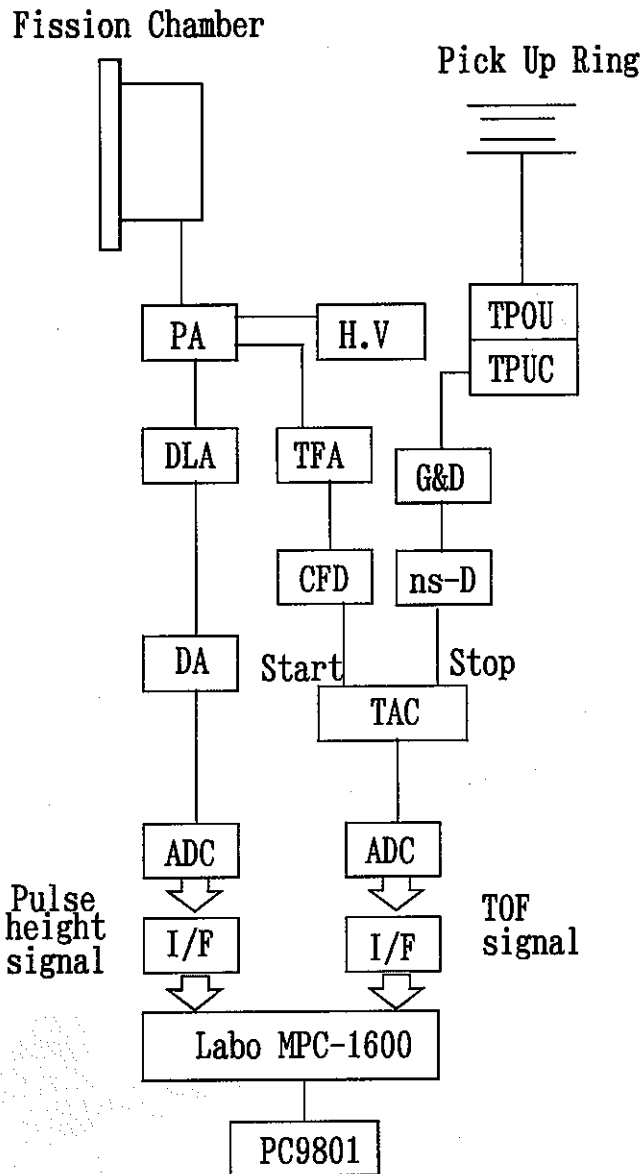 Fission Chamber
Pick Up Ring
PA
H.V
TPOU
TPUC
DLA
TFA
G&D
CFD
ns-D
DA
Start
Stop
TAC
ADC
ADC
Pulse
height
signal
I/F
I/F
TOF
signal
Labo MPC-1600
PC9801